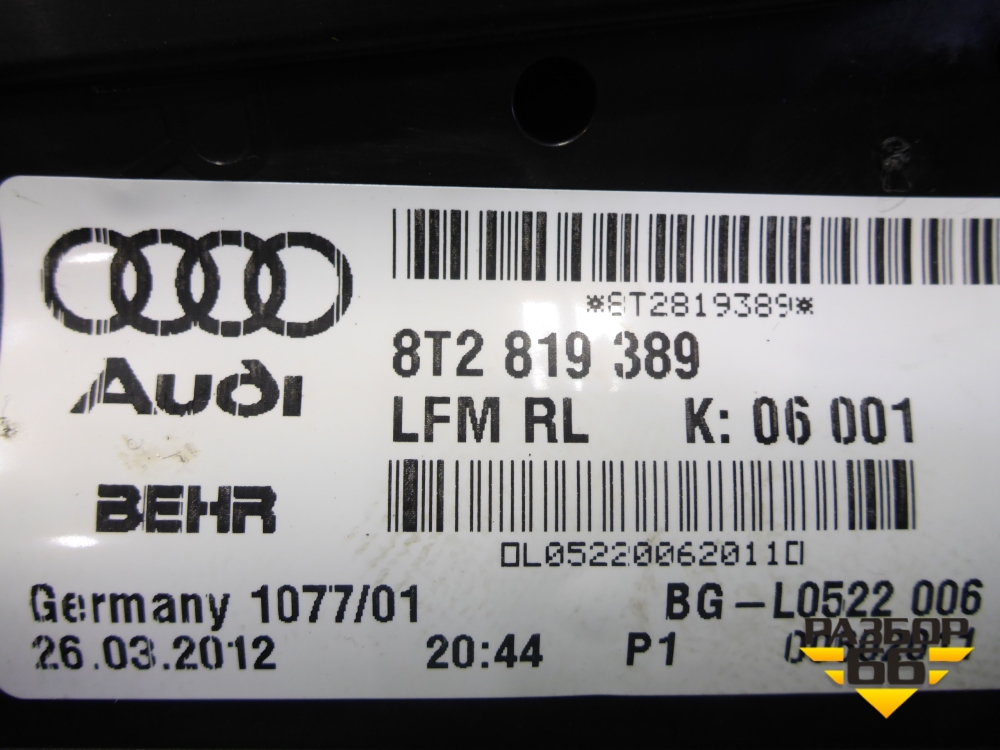 *8T2819389*
Audi
8T2 819 389
LFM RL K: 06 001
BEHR
L05220062011
Germany 1077/01 BG-L0522 006
26.03.2012 20:44 P1
РАЗБОР
66